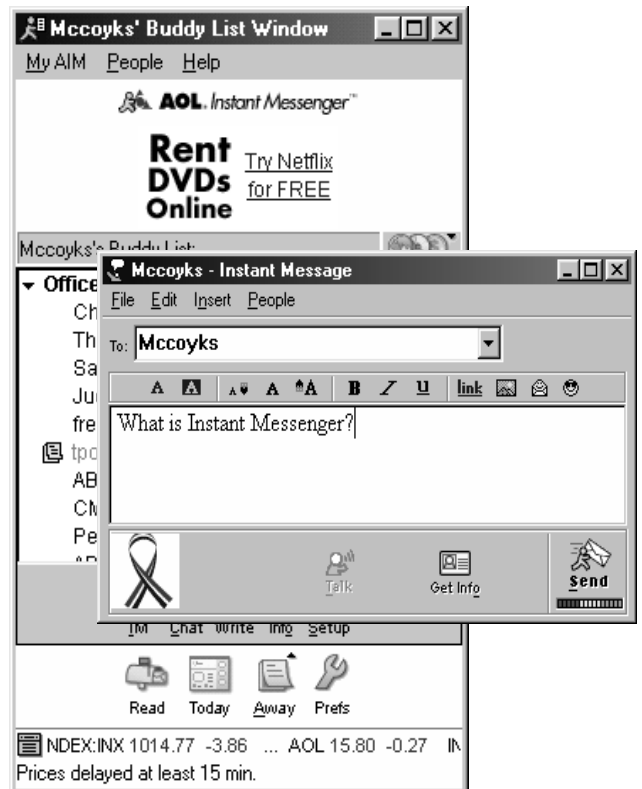 Mccoyks' Buddy List Window
My AIM People Help
AOL Instant Messenger™
Rent
DVDs
Online
Try Netflix
for FREE
Mccoyks's Buddy List:
Office
Ch
Th
Sa
fre
tpo
AB
Pe
Mccoyks - Instant Message
File Edit Insert People
To: Mccoyks
A A A A A B I U link
What is Instant Messenger?
Talk
Get Info
Send
IM Chat Write Info Setup
Read Today Away Prefs
NDEX:INX 1014.77 -3.86 ... AOL 15.80 -0.27 IN
Prices delayed at least 15 min.